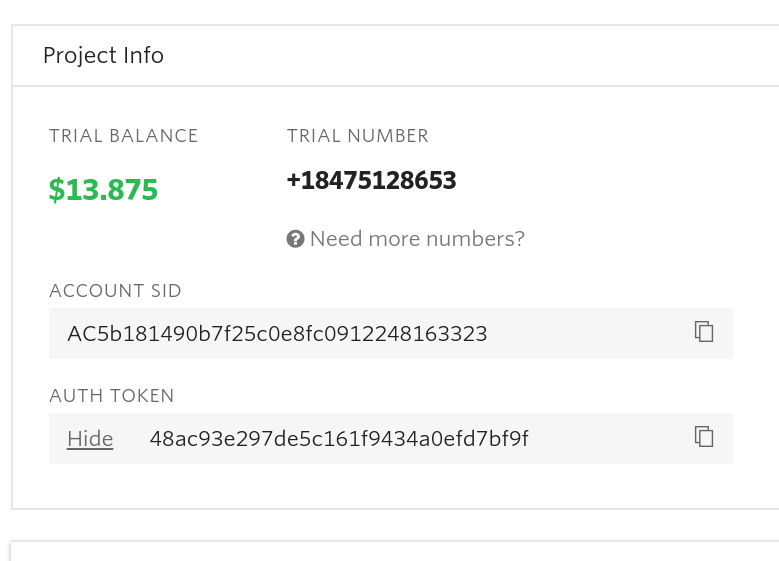 Project Info
TRIAL BALANCE
$13.875
TRIAL NUMBER
+18475128653
Need more numbers?
ACCOUNT SID
AC5b181490b7f25c0e8fc0912248163323
AUTH TOKEN
Hide 48ac93e297de5c161f9434a0efd7bf9f